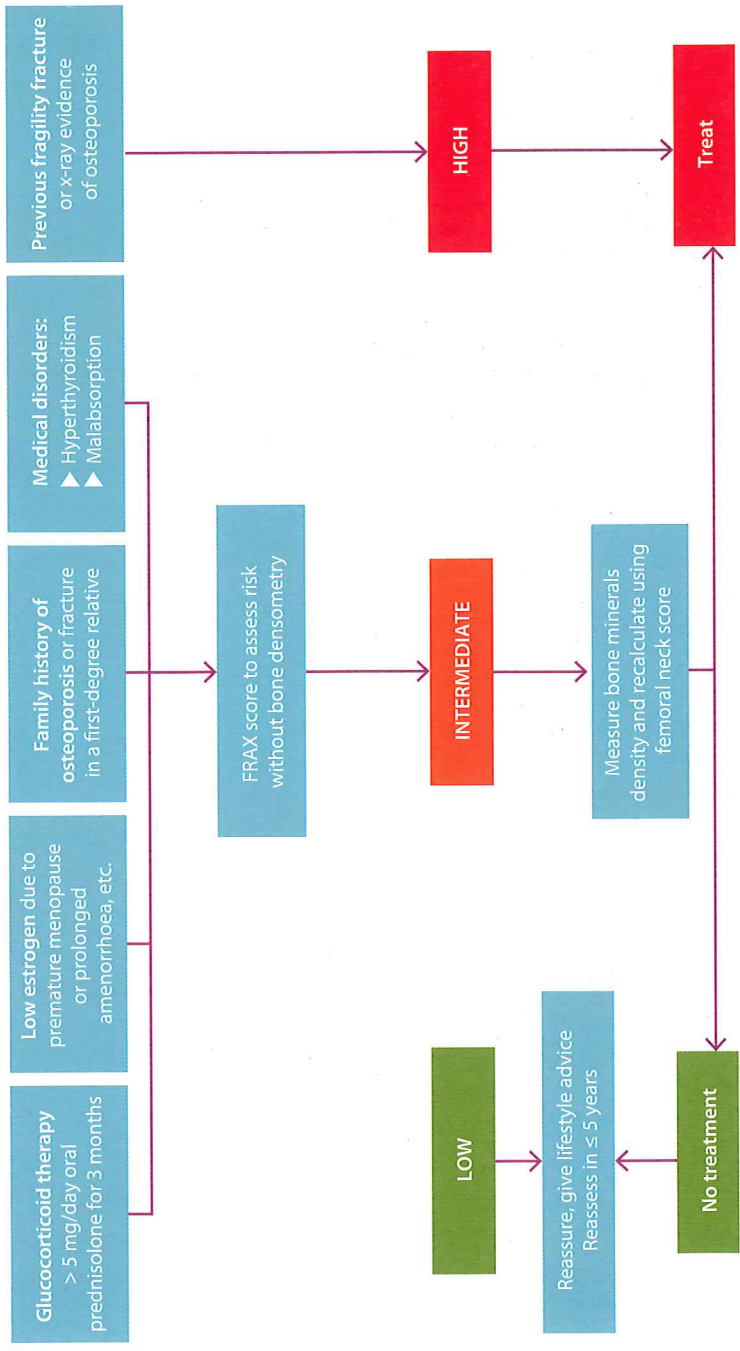 Glucocorticoid therapy
> 5 mg/day oral
prednisolone for 3 months
Low estrogen due to
premature menopause
or prolonged
amenorrhoea, etc.
Family history of
osteoporosis or fracture
in a first-degree relative
Medical disorders:
▶ Hyperthyroidism
▶ Malabsorption
Previous fragility fracture
or x-ray evidence
of osteoporosis
FRAX score to assess risk
without bone densometry
LOW
INTERMEDIATE
HIGH
Reassure, give lifestyle advice
Reassess in ≤ 5 years
Measure bone minerals
density and recalculate using
femoral neck score
No treatment
Treat